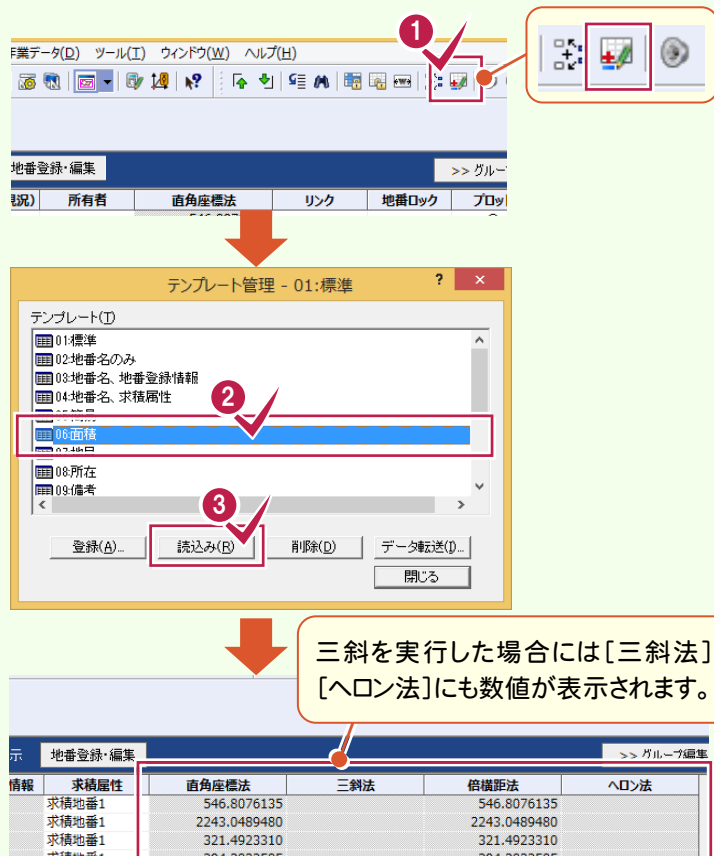 1
作業データ(D) ツール(T) ウィンドウ(W) ヘルプ(H)
地番登録・編集
>> グルー
所有者 直角座標法 リンク 地番ロック プロッ
テンプレート管理 - 01:標準 ? ×
テンプレート(T)
01:標準
02:地番名のみ
03:地番名、地番登録情報
04:地番名、求積属性
2
06:面積
08:所在
09:備考
3
登録(A)... 読込み(R) 削除(D) データ転送(I)...
閉じる
三斜を実行した場合には[三斜法]
[ヘロン法]にも数値が表示されます。
示 地番登録・編集 >> グループ編集
情報 求積属性 直角座標法 三斜法 倍横距法 ヘロン法
求積地番1 546.8076135 546.8076135
求積地番1 2243.0489480 2243.0489480
求積地番1 321.4923310 321.4923310